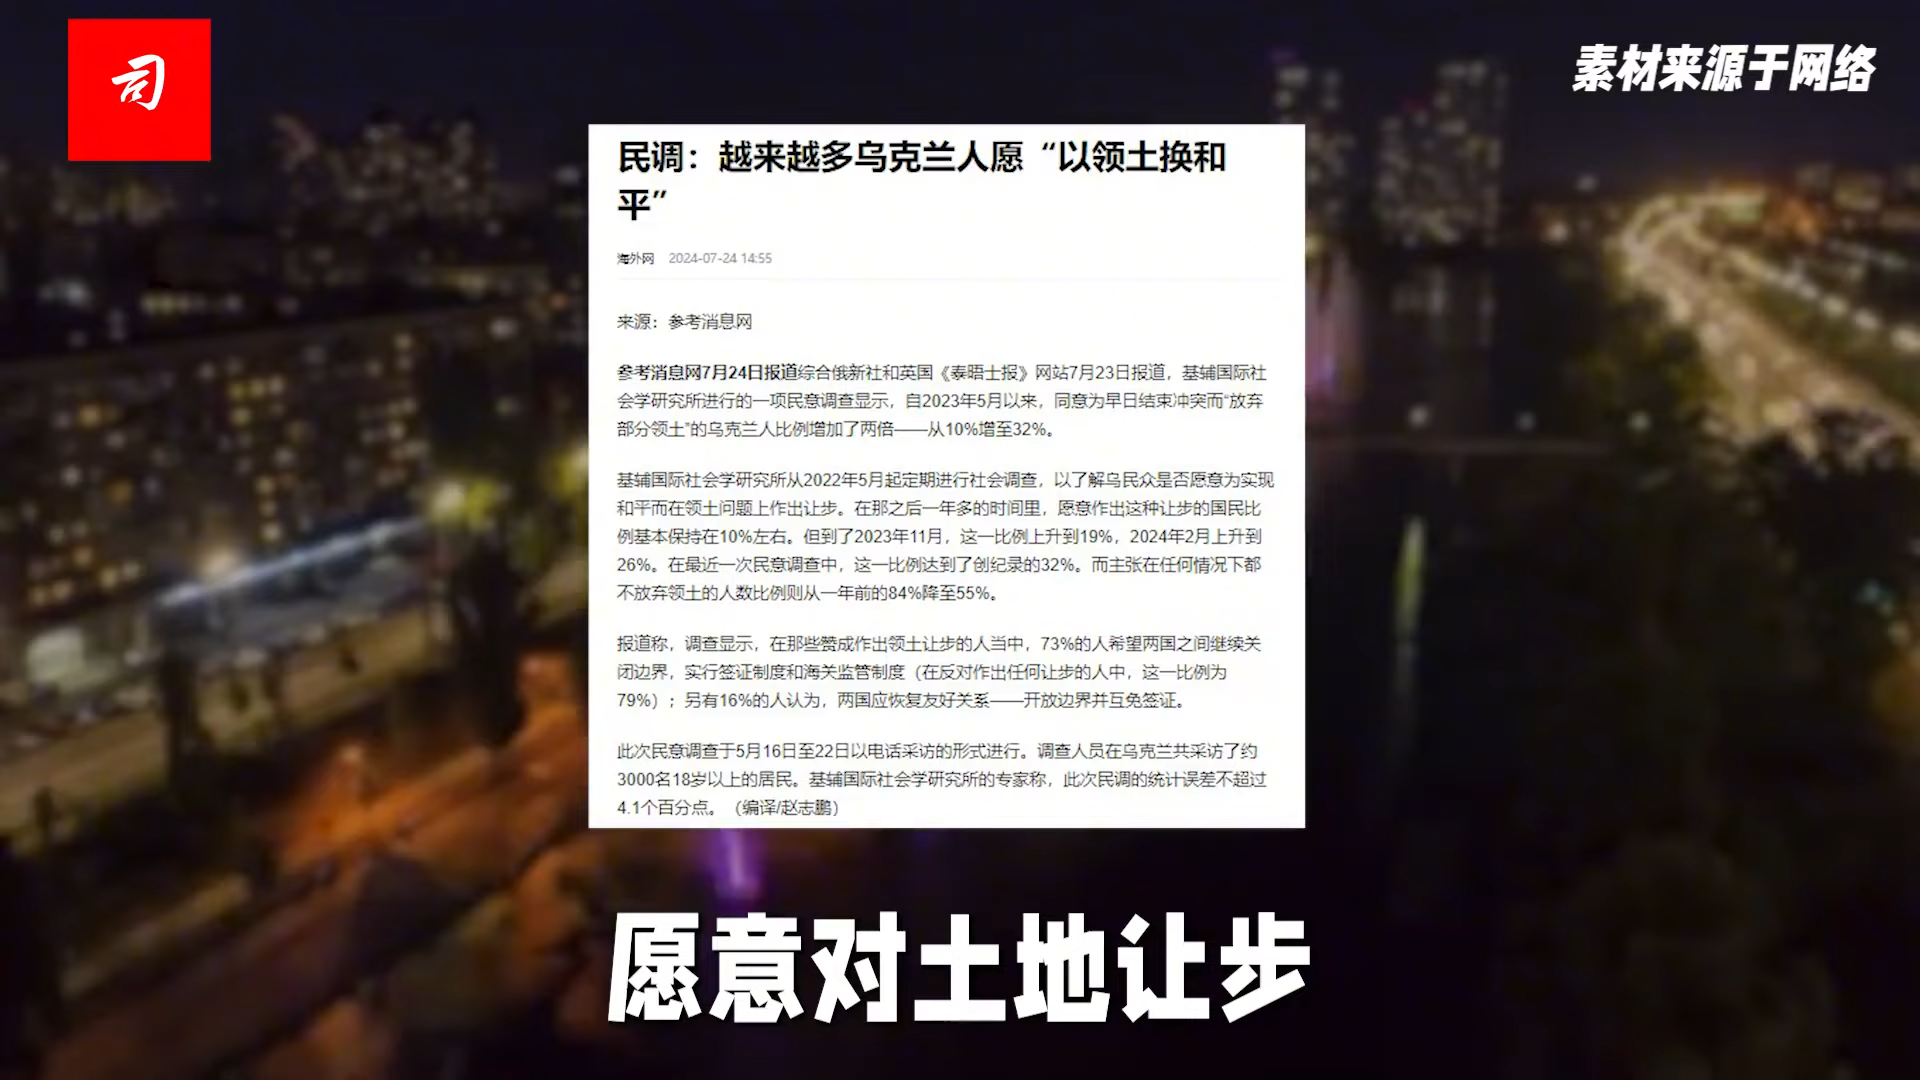 司
素材来源于网络
民调：越来越多乌克兰人愿“以领土换和
平”
海外网 2024-07-24 14:55
来源：参考消息网
参考消息网7月24日报道综合俄新社和英国《泰晤士报》网站7月23日报道，基辅国际社
会学研究所进行的一项民意调查显示，自2023年5月以来，同意为早日结束冲突而“放弃
部分领土”的乌克兰人比例增加了两倍——从10%增至32%。
基辅国际社会学研究所从2022年5月起定期进行社会调查，以了解乌民众是否愿意为实现
和平而在领土问题上作出让步。在那之后一年多的时间里，愿意作出这种让步的国民比
例基本保持在10%左右。但到了2023年11月，这一比例上升到19%，2024年2月上升到
26%。在最近一次民意调查中，这一比例达到了创纪录的32%。而主张在任何情况下都
不放弃领土的人数比例则从一年前的84%降至55%。
报道称，调查显示，在那些赞成作出领土让步的人当中，73%的人希望两国之间继续关
闭边界，实行签证制度和海关监管制度（在反对作出任何让步的人中，这一比例为
79%）；另有16%的人认为，两国应恢复友好关系——开放边界并互免签证。
此次民意调查于5月16日至22日以电话采访的形式进行。调查人员在乌克兰共采访了约
3000名18岁以上的居民。基辅国际社会学研究所的专家称，此次民调的统计误差不超过
4.1个百分点。（编译/赵志鹏）
愿意对土地让步